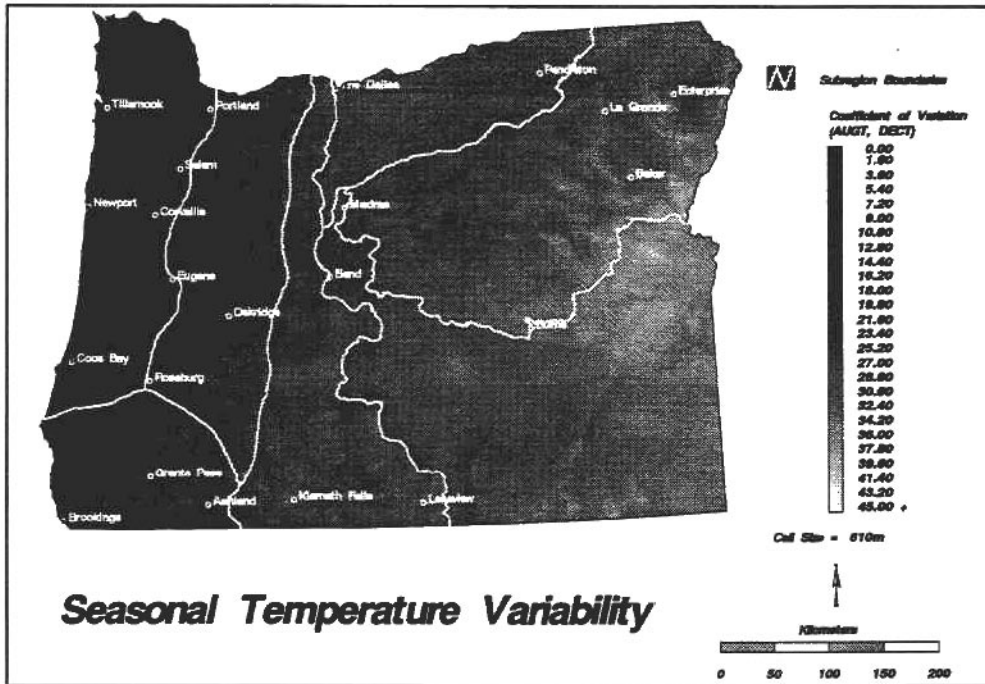 The Dalles
Pendleton
Enterprise
Tillamook
Portland
La Grande
Salem
Baker
Newport
Corvallis
Madras
Eugene
Bend
Oakridge
Burns
Coos Bay
Roseburg
Grants Pass
Ashland
Klamath Falls
Lakeview
Brookings
Subregion Boundaries
Coefficient of Variation
(AUGT, DECT)
0.00
1.80
3.60
5.40
7.20
9.00
10.80
12.60
14.40
16.20
18.00
19.80
21.60
23.40
25.20
27.00
28.80
30.60
32.40
34.20
36.00
37.80
39.60
41.40
43.20
45.00 +
Cell Size = 610m
Seasonal Temperature Variability
Kilometers
0 50 100 150 200